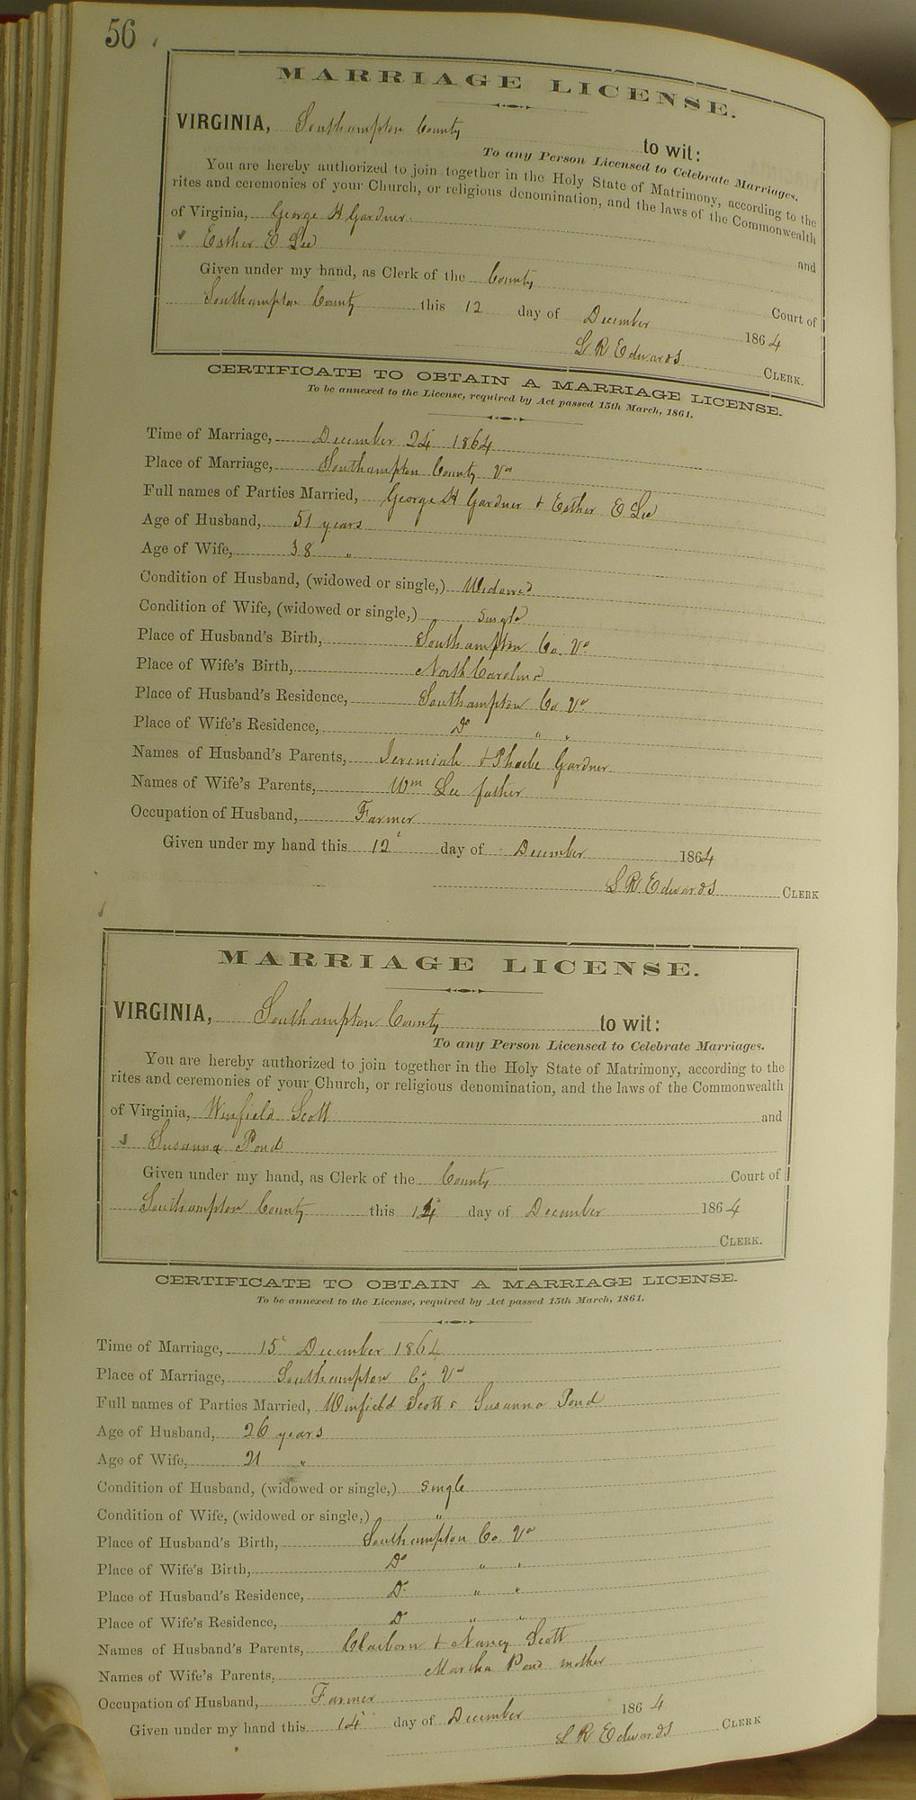 56
MARRIAGE LICENSE.
VIRGINIA, Southampton County to wit:
To any Person Licensed to Celebrate Marriages.
You are hereby authorized to join together in the Holy State of Matrimony, according to the
rites and ceremonies of your Church, or religious denomination, and the laws of the Commonwealth
of Virginia, George H Gardner and
Esther E Lee
Given under my hand, as Clerk of the County Court of
Southampton County this 12 day of December 1864
L R Edwards CLERK.
CERTIFICATE TO OBTAIN A MARRIAGE LICENSE.
To be annexed to the License, required by Act passed 15th March, 1861.
Time of Marriage, December 24 1864
Place of Marriage, Southampton County Va
Full names of Parties Married, George H Gardner & Esther E Lee
Age of Husband, 51 years
Age of Wife, 38 "
Condition of Husband, (widowed or single,) Widowed
Condition of Wife, (widowed or single,) Single
Place of Husband's Birth, Southampton Co. Va
Place of Wife's Birth, North Carolina
Place of Husband's Residence, Southampton Co Va
Place of Wife's Residence, Do " "
Names of Husband's Parents, Jeremiah & Phoebe Gardner
Names of Wife's Parents, Wm Lee father
Occupation of Husband, Farmer
Given under my hand this 12 day of December 1864
L R Edwards CLERK
MARRIAGE LICENSE.
VIRGINIA, Southampton County to wit:
To any Person Licensed to Celebrate Marriages.
You are hereby authorized to join together in the Holy State of Matrimony, according to the
rites and ceremonies of your Church, or religious denomination, and the laws of the Commonwealth
of Virginia, Winfield Scott and
Susanna Pond
Given under my hand, as Clerk of the County Court of
Southampton County this 14 day of December 1864
CLERK.
CERTIFICATE TO OBTAIN A MARRIAGE LICENSE.
To be annexed to the License, required by Act passed 15th March, 1861.
Time of Marriage, 15 December 1864
Place of Marriage, Southampton Co Va
Full names of Parties Married, Winfield Scott & Susanna Pond
Age of Husband, 26 years
Age of Wife, 21 "
Condition of Husband, (widowed or single,) Single
Condition of Wife, (widowed or single,) "
Place of Husband's Birth, Southampton Co. Va
Place of Wife's Birth, Do " "
Place of Husband's Residence, Do " "
Place of Wife's Residence, Do " "
Names of Husband's Parents, Claiborn & Nancy Scott
Names of Wife's Parents, Martha Pond mother
Occupation of Husband, Farmer
Given under my hand this 14 day of December 1864
L R Edwards CLERK